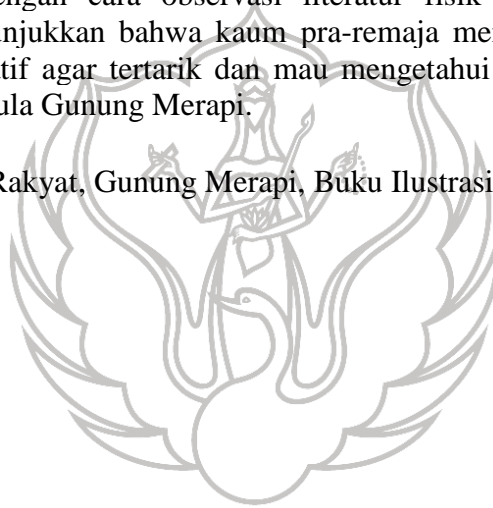 engan cara observasi literatur fisik
njukkan bahwa kaum pra-remaja me
tif agar tertarik dan mau mengetahui
ula Gunung Merapi.
Rakyat, Gunung Merapi, Buku Ilustrasi